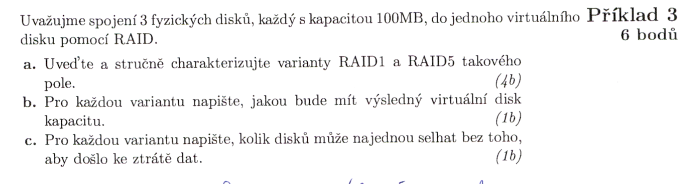 Uvažujme spojení 3 fyzických disků, každý s kapacitou 100MB, do jednoho virtuálního
disku pomocí RAID.
Příklad 3
6 bodů
a. Uveďte a stručně charakterizujte varianty RAID1 a RAID5 takového
pole. (4b)
b. Pro každou variantu napište, jakou bude mít výsledný virtuální disk
kapacitu. (1b)
c. Pro každou variantu napište, kolik disků může najednou selhat bez toho,
aby došlo ke ztrátě dat. (1b)